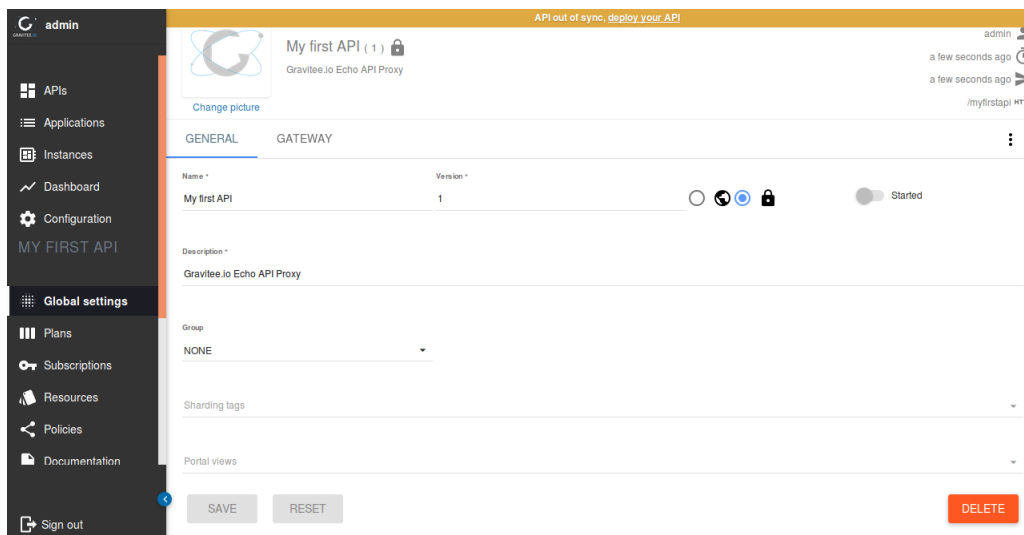 GRAVITEE.IO
admin
API out of sync, deploy your API
APIs
Applications
Instances
Dashboard
Configuration
MY FIRST API
Global settings
Plans
Subscriptions
Resources
Policies
Documentation
Sign out
My first API ( 1 )
Gravitee.io Echo API Proxy
Change picture
admin
a few seconds ago
a few seconds ago
/myfirstapi
GENERAL
GATEWAY
Name *
My first API
Version *
1
Started
Description *
Gravitee.io Echo API Proxy
Group
NONE
Sharding tags
Portal views
SAVE
RESET
DELETE